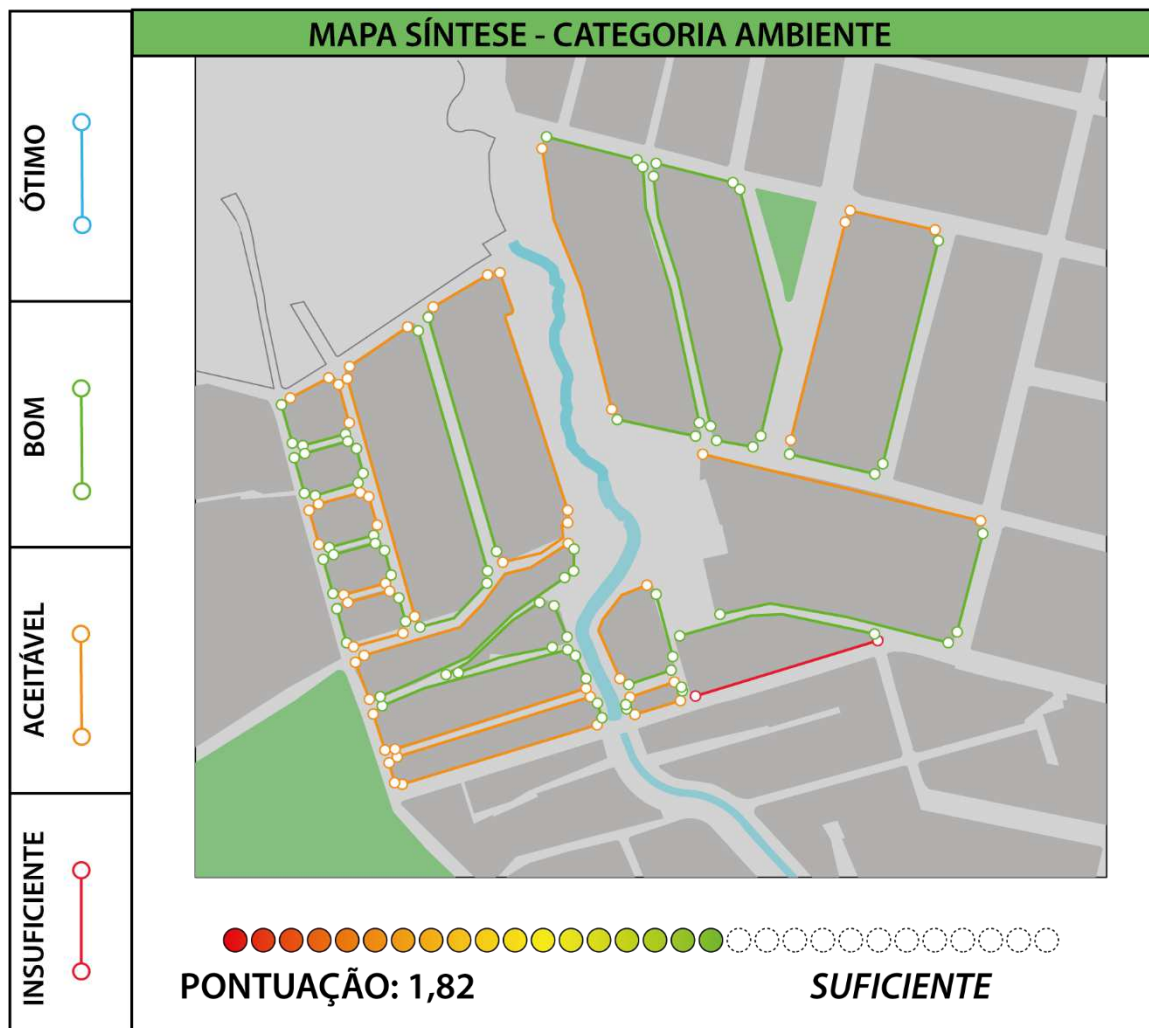 MAPA SÍNTESE - CATEGORIA AMBIENTE
ÓTIMO
BOM
ACEITÁVEL
INSUFICIENTE
PONTUAÇÃO: 1,82
SUFICIENTE